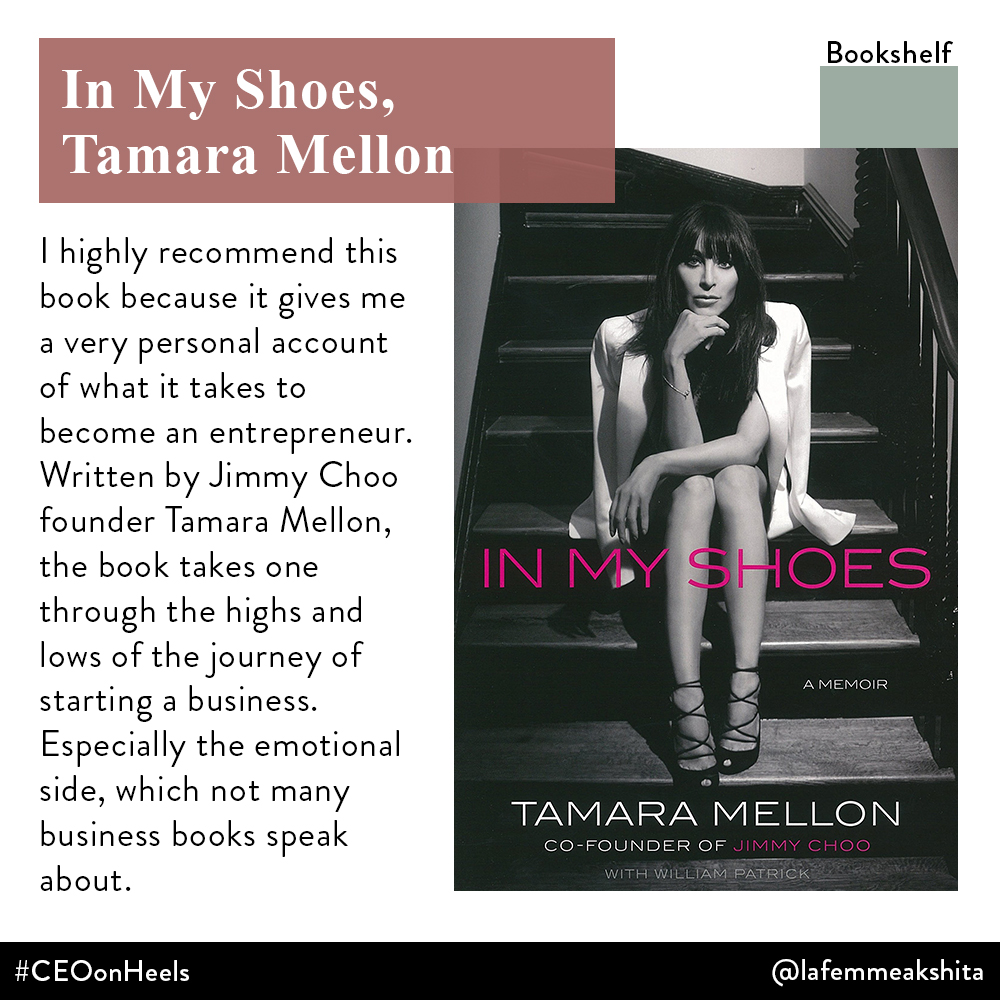 Bookshelf
In My Shoes,
Tamara Mellon
I highly recommend this
book because it gives me
a very personal account
of what it takes to
become an entrepreneur.
Written by Jimmy Choo
founder Tamara Mellon,
the book takes one
through the highs and
lows of the journey of
starting a business.
Especially the emotional
side, which not many
business books speak
about.
IN MY SHOES
A MEMOIR
TAMARA MELLON
CO-FOUNDER OF JIMMY CHOO
WITH WILLIAM PATRICK
#CEOonHeels
@lafemmeakshita